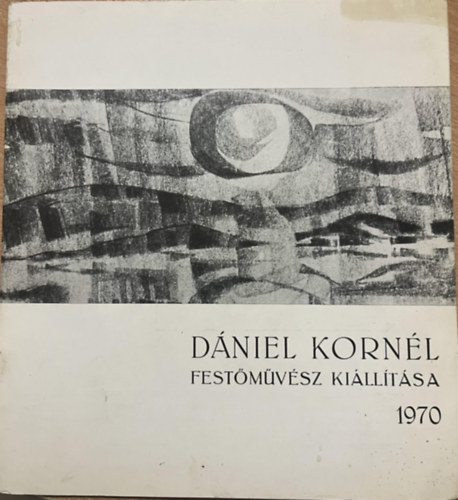 DÁNIEL KORNÉL
FESTŐMŰVÉSZ KIÁLLÍTÁSA
1970